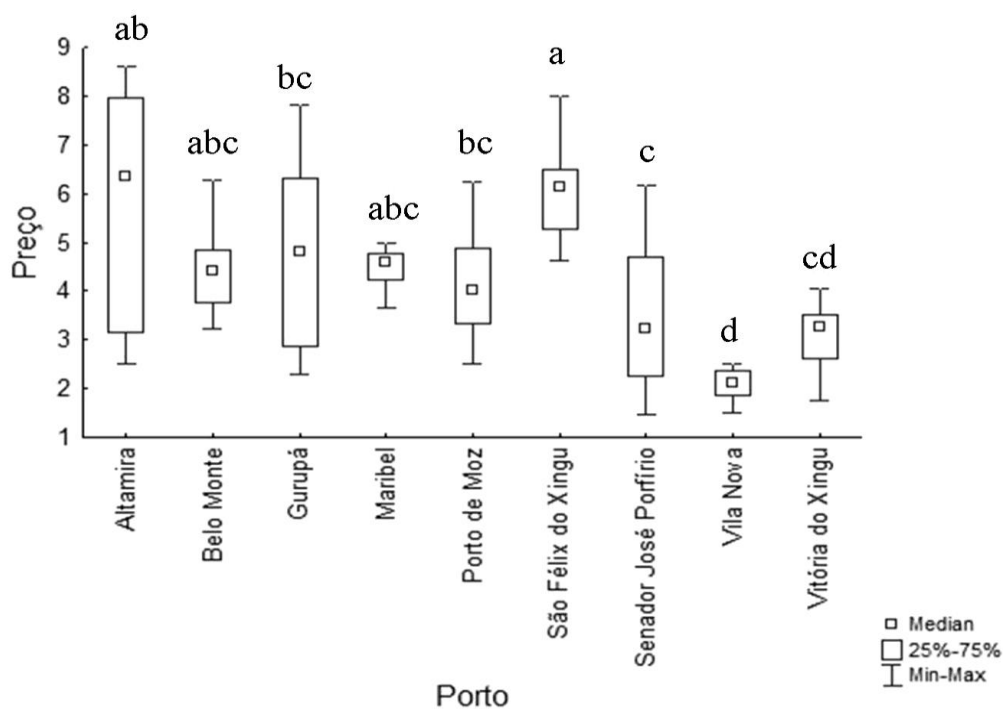 ab
a
bc
abc
bc
c
abc
cd
d
9
8
7
6
5
4
3
2
1
Preço
Altamira
Belo Monte
Gurupá
Maribel
Porto de Moz
São Félix do Xingu
Senador José Porfírio
Vila Nova
Vitória do Xingu
Porto
Median
25%-75%
Min-Max